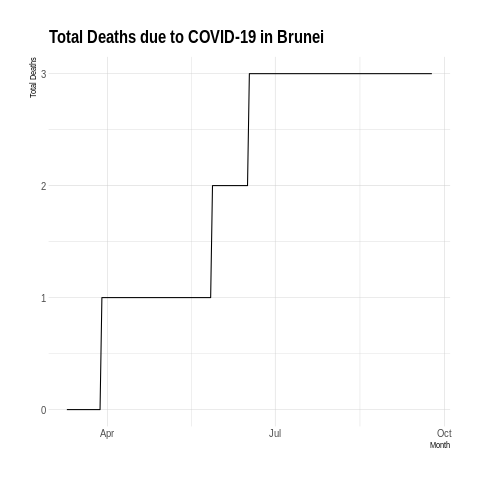 Total Deaths due to COVID-19 in Brunei
Total Deaths
3
2
1
0
Apr
Jul
Oct
Month